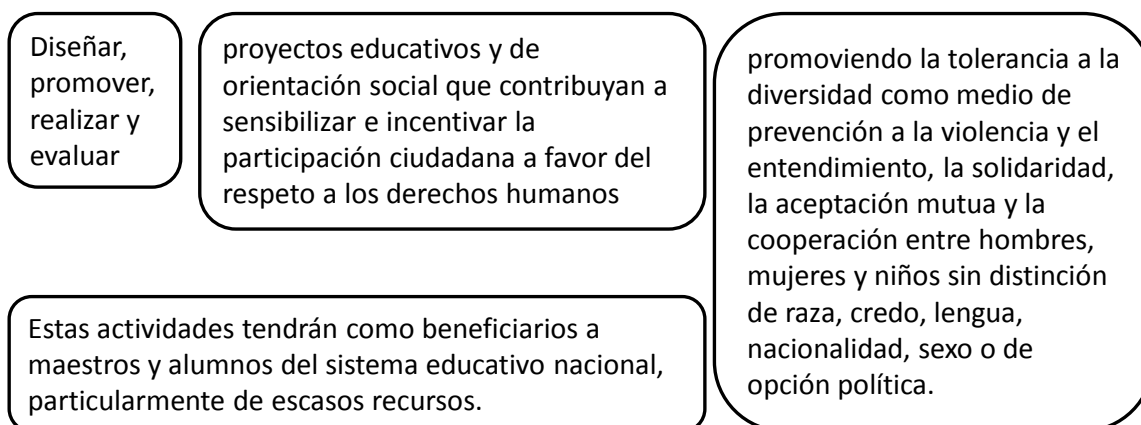 Diseñar,
promover,
realizar y
evaluar
proyectos educativos y de
orientación social que contribuyan a
sensibilizar e incentivar la
participación ciudadana a favor del
respeto a los derechos humanos
promoviendo la tolerancia a la
diversidad como medio de
prevención a la violencia y el
entendimiento, la solidaridad,
la aceptación mutua y la
cooperación entre hombres,
mujeres y niños sin distinción
de raza, credo, lengua,
nacionalidad, sexo o de
opción política.
Estas actividades tendrán como beneficiarios a
maestros y alumnos del sistema educativo nacional,
particularmente de escasos recursos.